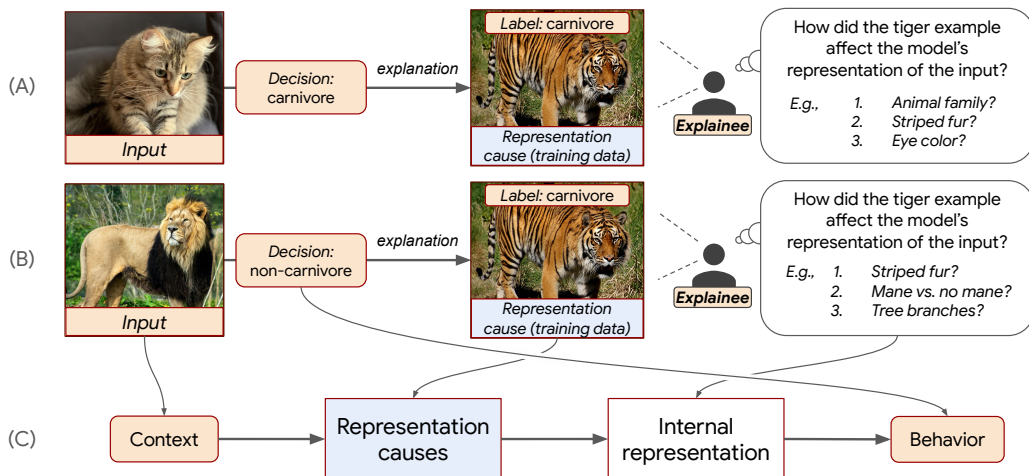 (A)
Input
Decision:
carnivore
explanation
Label: carnivore
Representation
cause (training data)
Explainee
How did the tiger example
affect the model's
representation of the input?
E.g., 1. Animal family?
2. Striped fur?
3. Eye color?
(B)
Input
Decision:
non-carnivore
explanation
Label: carnivore
Representation
cause (training data)
Explainee
How did the tiger example
affect the model's
representation of the input?
E.g., 1. Striped fur?
2. Mane vs. no mane?
3. Tree branches?
(C)
Context
Representation
causes
Internal
representation
Behavior